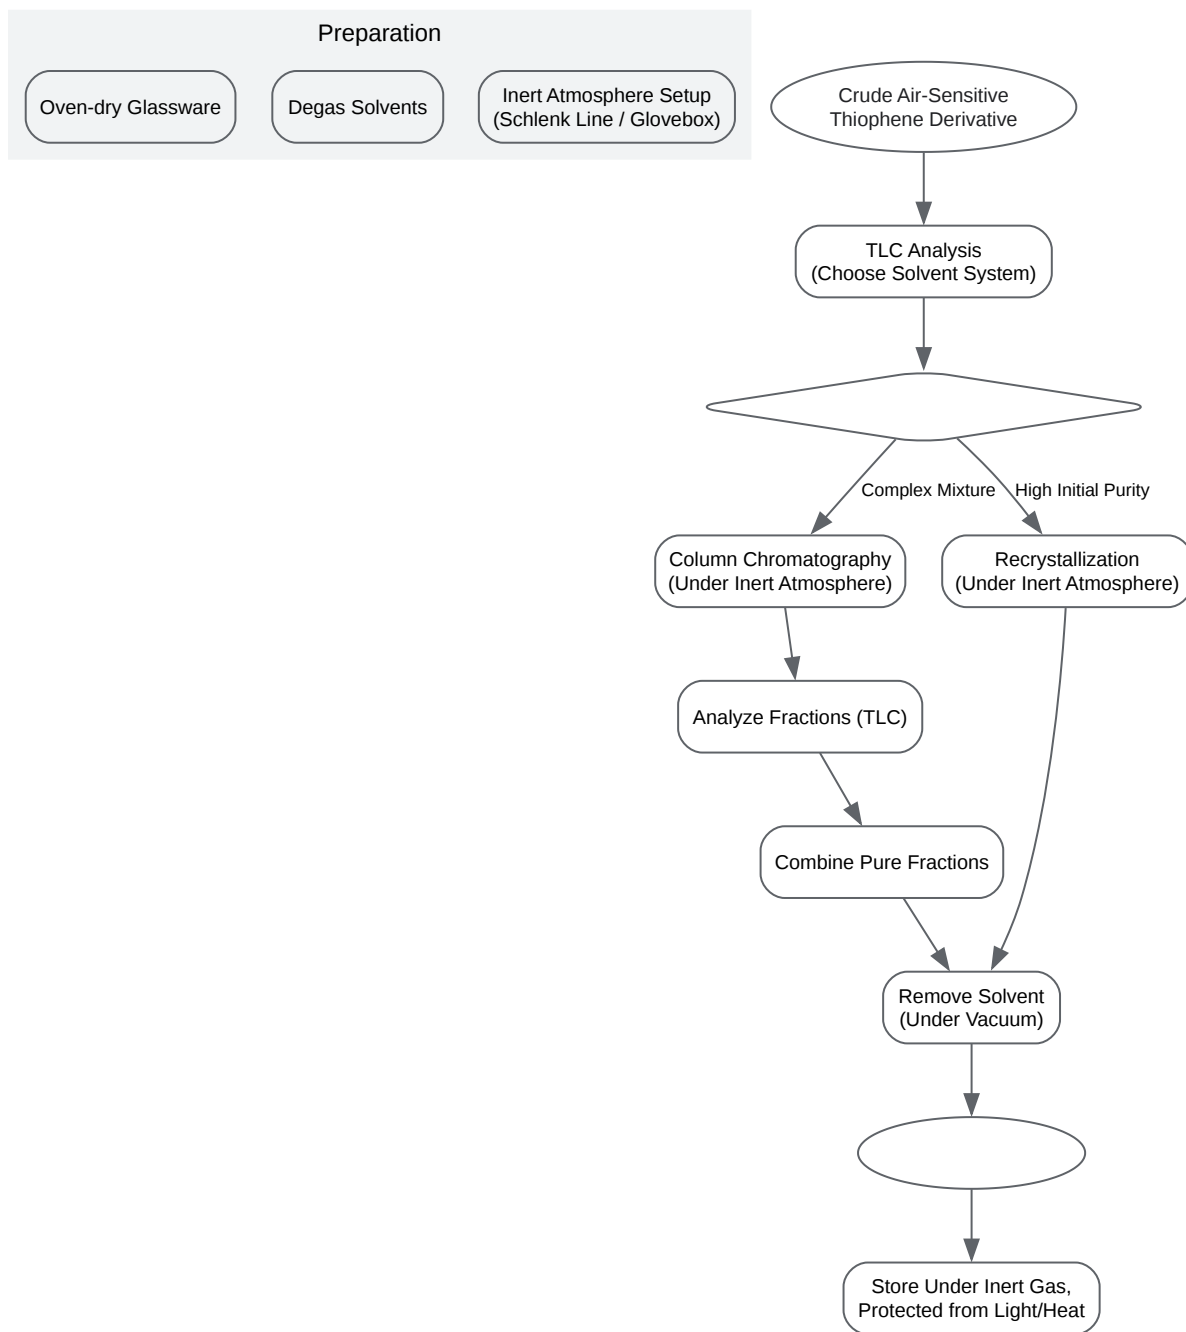 Preparation
Oven-dry Glassware
Degas Solvents
Inert Atmosphere Setup
(Schlenk Line / Glovebox)
Crude Air-Sensitive
Thiophene Derivative
TLC Analysis
(Choose Solvent System)
Complex Mixture
High Initial Purity
Column Chromatography
(Under Inert Atmosphere)
Recrystallization
(Under Inert Atmosphere)
Analyze Fractions (TLC)
Combine Pure Fractions
Remove Solvent
(Under Vacuum)
Store Under Inert Gas,
Protected from Light/Heat